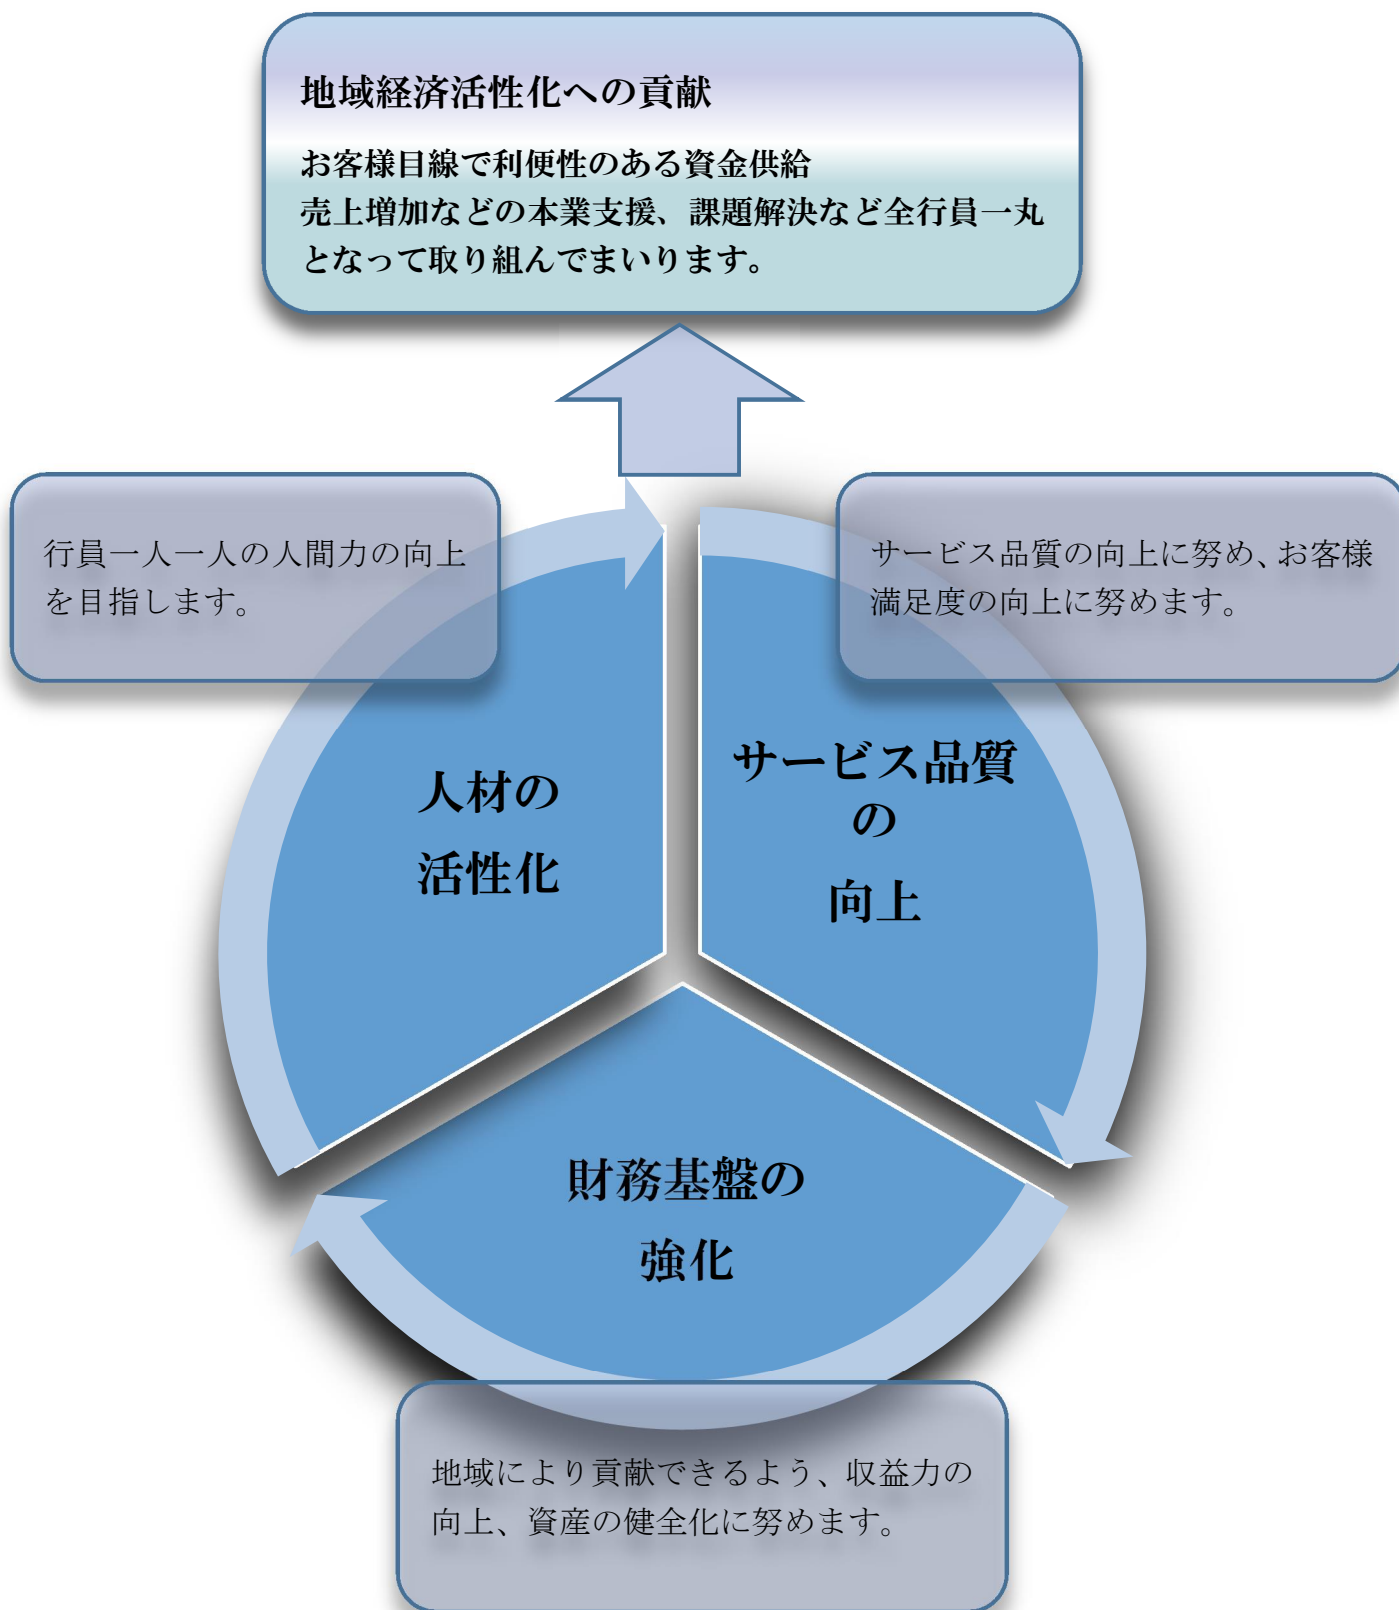 地域経済活性化への貢献
お客様目線で利便性のある資金供給
売上増加などの本業支援、課題解決など全行員一丸
となって取り組んでまいります。
行員一人一人の人間力の向上
を目指します。
サービス品質の向上に努め、お客様
満足度の向上に努めます。
人材の
活性化
サービス品質
の
向上
財務基盤の
強化
地域により貢献できるよう、収益力の
向上、資産の健全化に努めます。